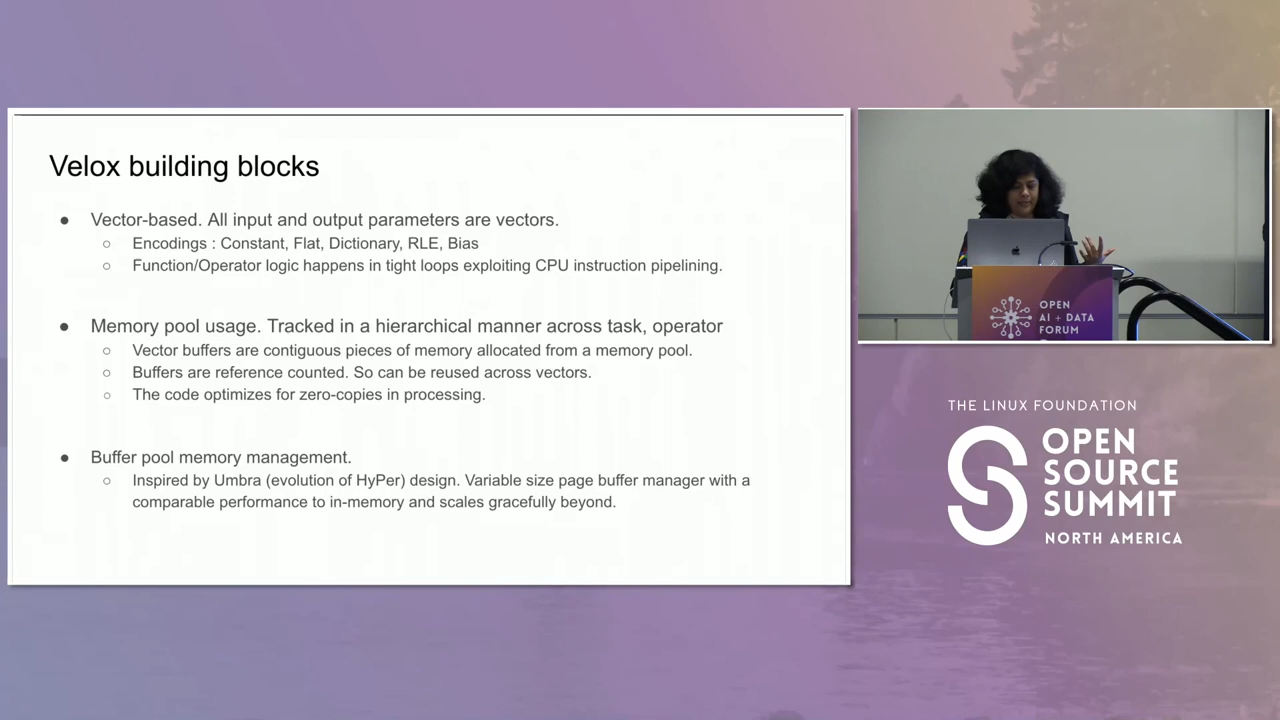 Velox building blocks
● Vector-based. All input and output parameters are vectors.
○ Encodings : Constant, Flat, Dictionary, RLE, Bias
○ Function/Operator logic happens in tight loops exploiting CPU instruction pipelining.
● Memory pool usage. Tracked in a hierarchical manner across task, operator
○ Vector buffers are contiguous pieces of memory allocated from a memory pool.
○ Buffers are reference counted. So can be reused across vectors.
○ The code optimizes for zero-copies in processing.
● Buffer pool memory management.
○ Inspired by Umbra (evolution of HyPer) design. Variable size page buffer manager with a
comparable performance to in-memory and scales gracefully beyond.
OPEN
AI + DATA
FORUM
THE LINUX FOUNDATION
OPEN
SOURCE
SUMMIT
NORTH AMERICA